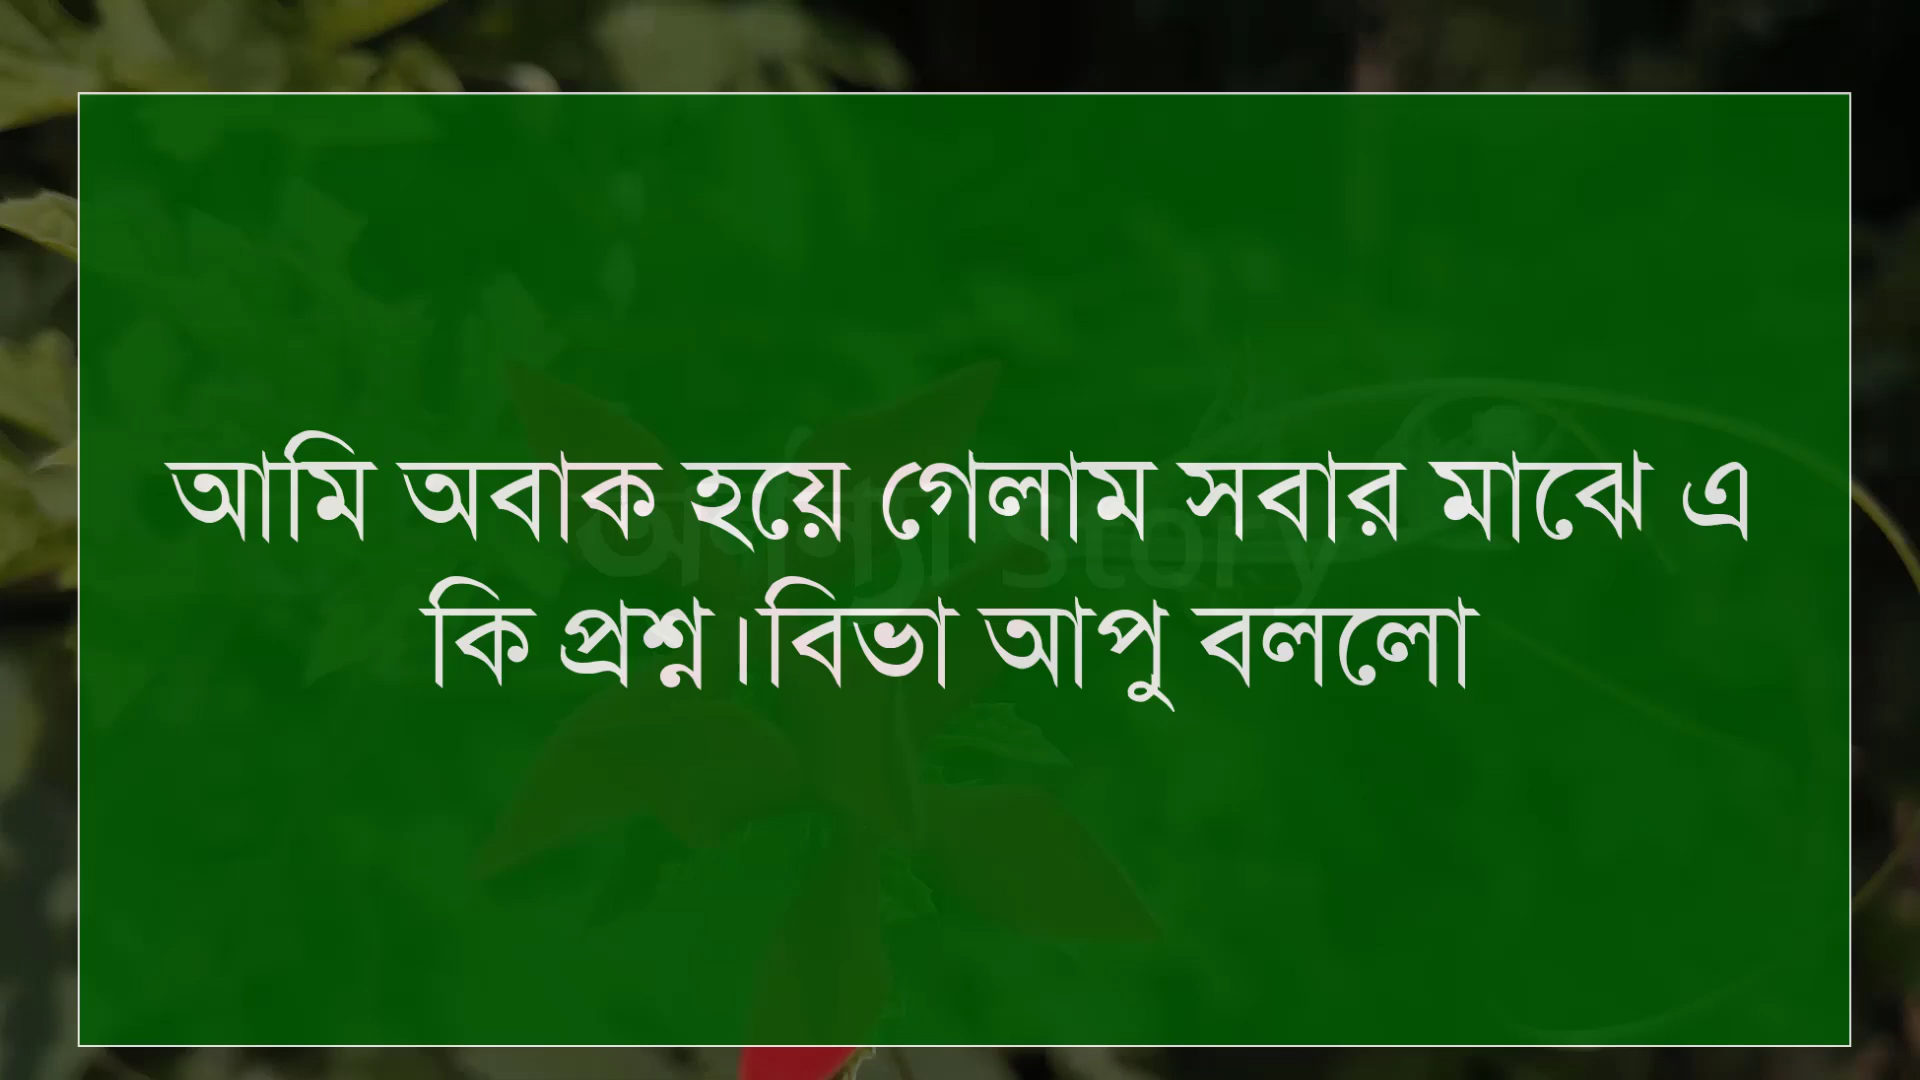 আমি অবাক হয়ে গেলাম সবার মাঝে এ
কি প্রশ্ন।বিভা আপু বললো